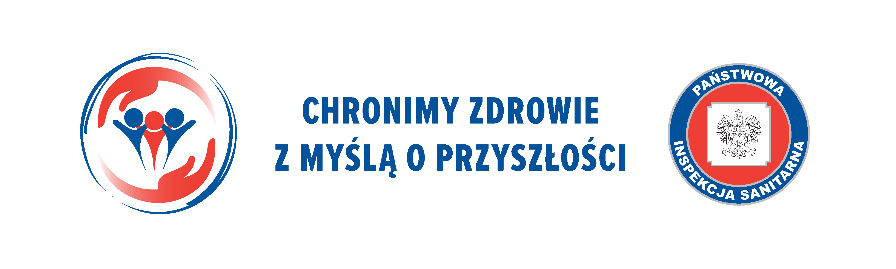 CHRONIMY ZDROWIE
Z MYŚLĄ O PRZYSZŁOŚCI
PAŃSTWOWA
INSPEKCJA SANITARNA